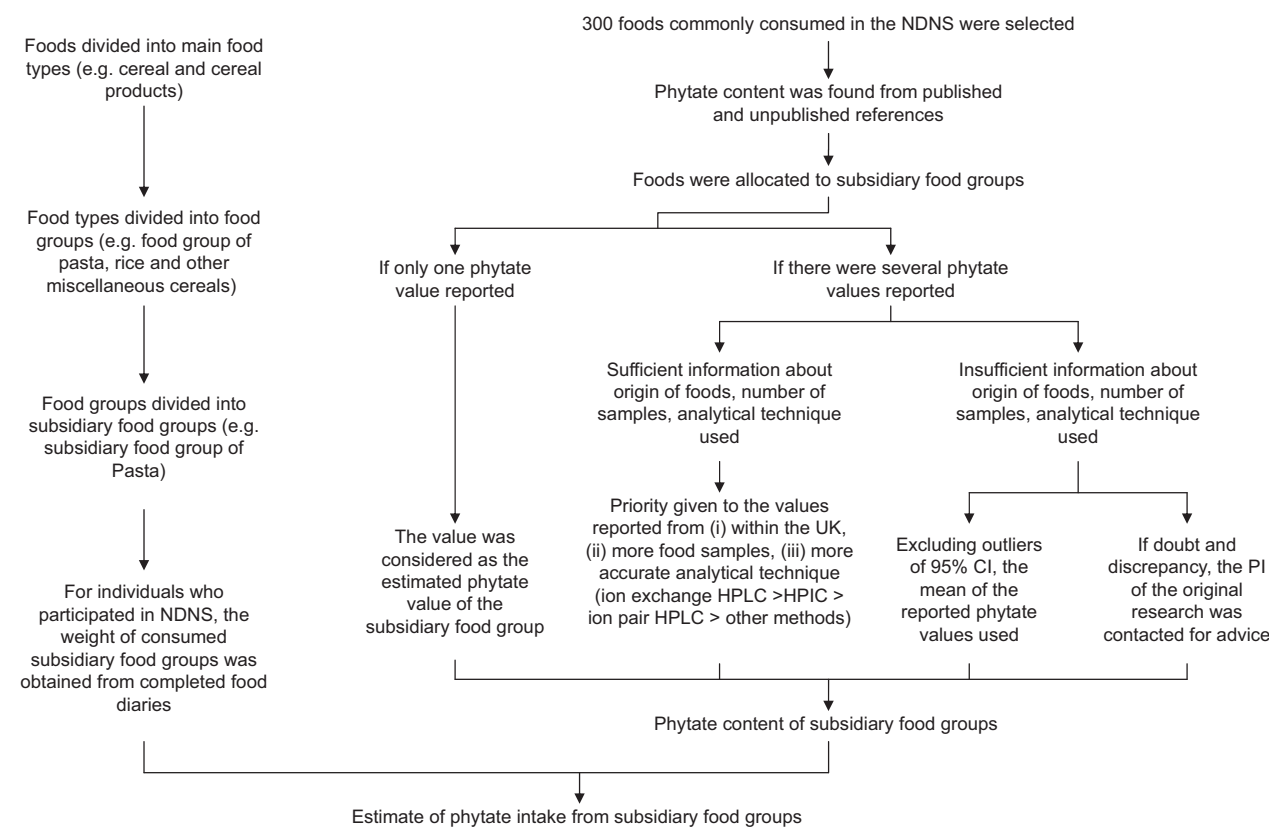 Foods divided into main food
types (e.g. cereal and cereal
products)
Food types divided into food
groups (e.g. food group of
pasta, rice and other
miscellaneous cereals)
Food groups divided into
subsidiary food groups (e.g.
subsidiary food group of
Pasta)
For individuals who
participated in NDNS, the
weight of consumed
subsidiary food groups was
obtained from completed food
diaries
300 foods commonly consumed in the NDNS were selected
Phytate content was found from published
and unpublished references
Foods were allocated to subsidiary food groups
If only one phytate
value reported
The value was
considered as the
estimated phytate
value of the
subsidiary food group
If there were several phytate
values reported
Sufficient information about
origin of foods, number of
samples, analytical technique
used
Priority given to the values
reported from (i) within the UK,
(ii) more food samples, (iii) more
accurate analytical technique
(ion exchange HPLC >HPIC >
ion pair HPLC > other methods)
Insufficient information about
origin of foods, number of
samples, analytical technique
used
Excluding outliers
of 95% CI, the
mean of the
reported phytate
values used
If doubt and
discrepancy, the PI
of the original
research was
contacted for advice
Phytate content of subsidiary food groups
Estimate of phytate intake from subsidiary food groups